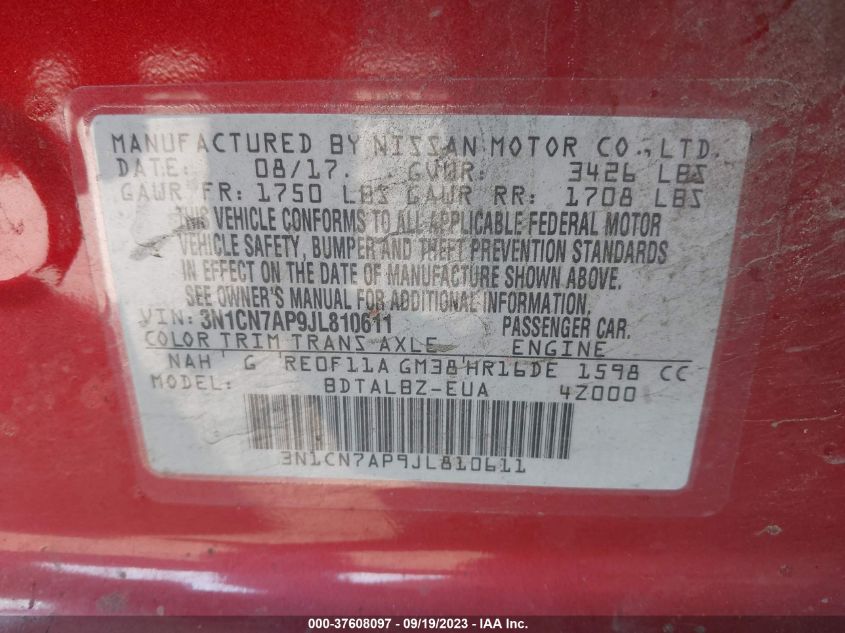 MANUFACTURED BY NISSAN MOTOR CO.,LTD.
DATE: 08/17. GVWR: 3426 LBS
GAWR FR: 1750 LBS GAWR RR: 1708 LBS
THIS VEHICLE CONFORMS TO ALL APPLICABLE FEDERAL MOTOR
VEHICLE SAFETY, BUMPER AND THEFT PREVENTION STANDARDS
IN EFFECT ON THE DATE OF MANUFACTURE SHOWN ABOVE.
SEE OWNER'S MANUAL FOR ADDITIONAL INFORMATION.
VIN: 3N1CN7AP9JL810611 PASSENGER CAR.
COLOR TRIM TRANS AXLE ENGINE
NAH G RE0F11A GM38 HR16DE 1598 CC
MODEL: BDTALBZ-EUA 4Z000
3N1CN7AP9JL810611
000-37608097 - 09/19/2023 - IAA Inc.